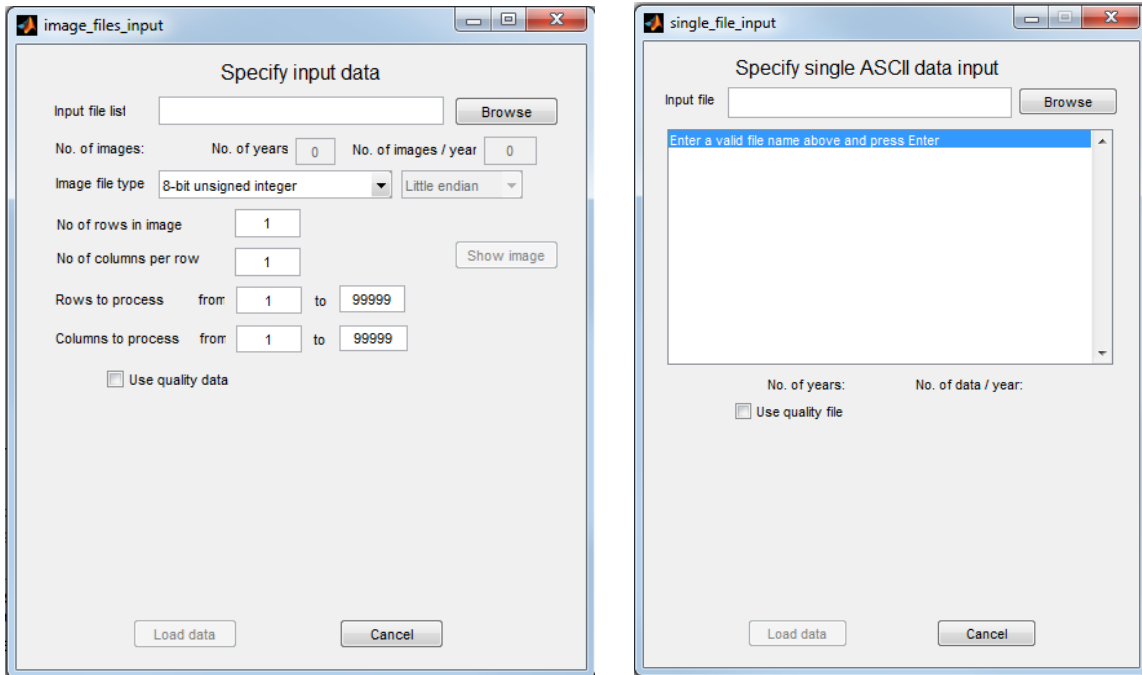 image_files_input
Specify input data
Input file list
Browse
No. of images: No. of years 0 No. of images / year 0
Image file type 8-bit unsigned integer Little endian
No of rows in image 1
No of columns per row 1 Show image
Rows to process from 1 to 99999
Columns to process from 1 to 99999
Use quality data
Load data Cancel
single_file_input
Specify single ASCII data input
Input file Browse
Enter a valid file name above and press Enter
No. of years: No. of data / year:
Use quality file
Load data Cancel